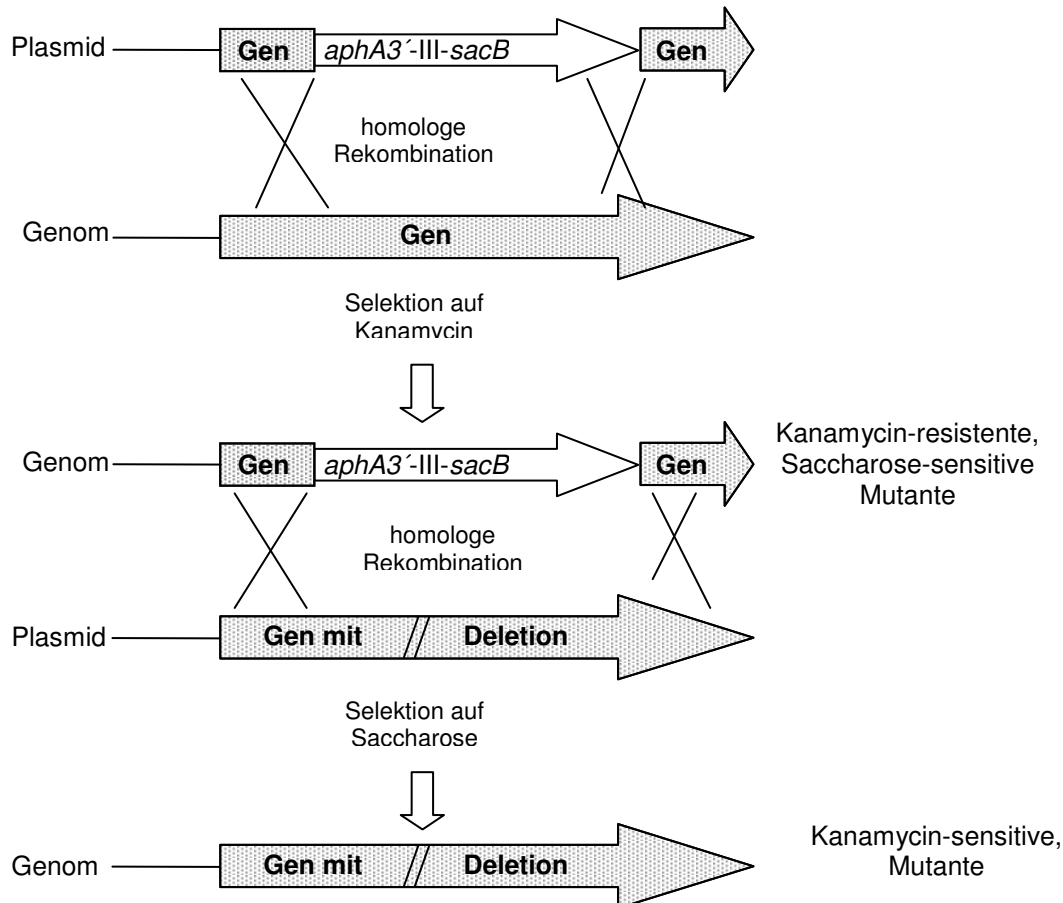 Plasmid
Gen
aphA3´-III-sacB
Gen
homologe
Rekombination
Genom
Gen
Selektion auf
Kanamycin
Genom
Gen
aphA3´-III-sacB
Gen
Kanamycin-resistente,
Saccharose-sensitive
Mutante
homologe
Rekombination
Plasmid
Gen mit
Deletion
Selektion auf
Saccharose
Genom
Gen mit
Deletion
Kanamycin-sensitive,
Mutante